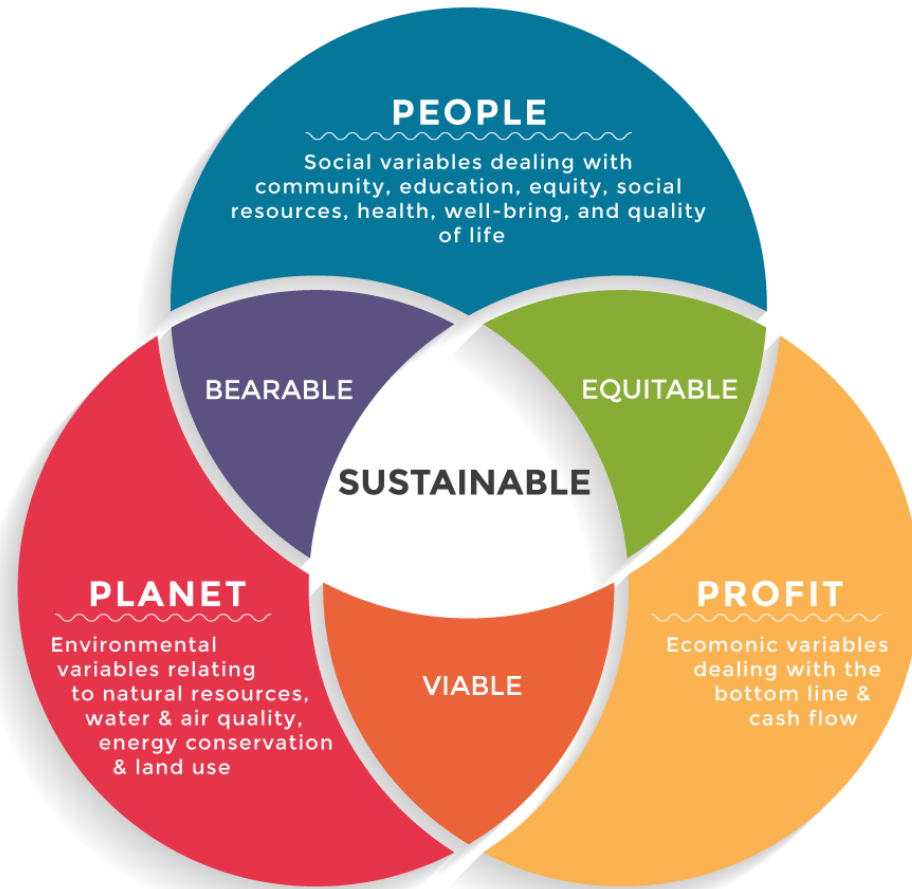 PEOPLE
Social variables dealing with
community, education, equity, social
resources, health, well-bring, and quality
of life
BEARABLE
EQUITABLE
SUSTAINABLE
PLANET
Environmental
variables relating
to natural resources,
water & air quality,
energy conservation
& land use
VIABLE
PROFIT
Ecomonic variables
dealing with the
bottom line &
cash flow